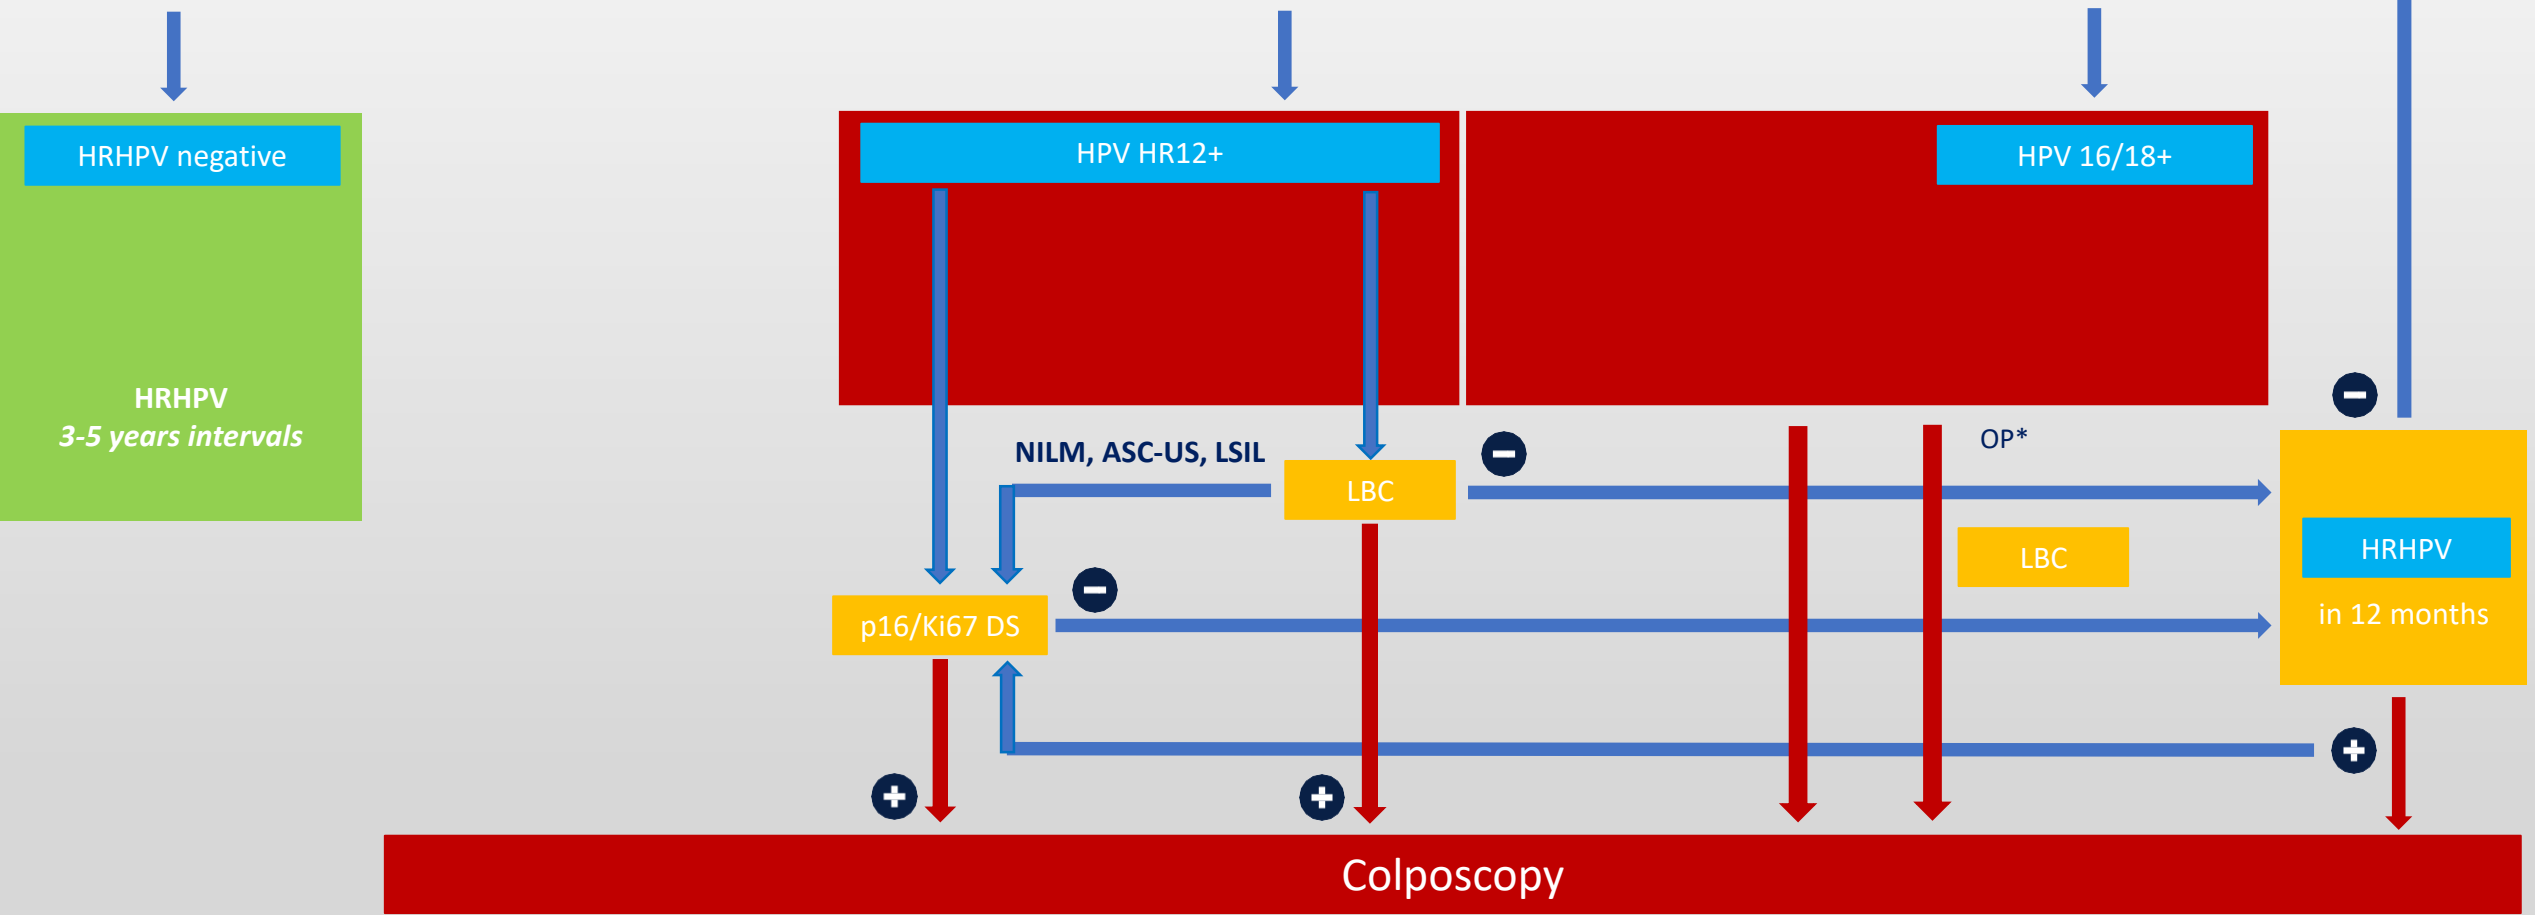 HRHPV negative
HPV HR12+
HPV 16/18+
HRHPV
3-5 years intervals
NILM, ASC-US, LSIL
OP*
LBC
LBC
HRHPV
in 12 months
p16/Ki67 DS
Colposcopy